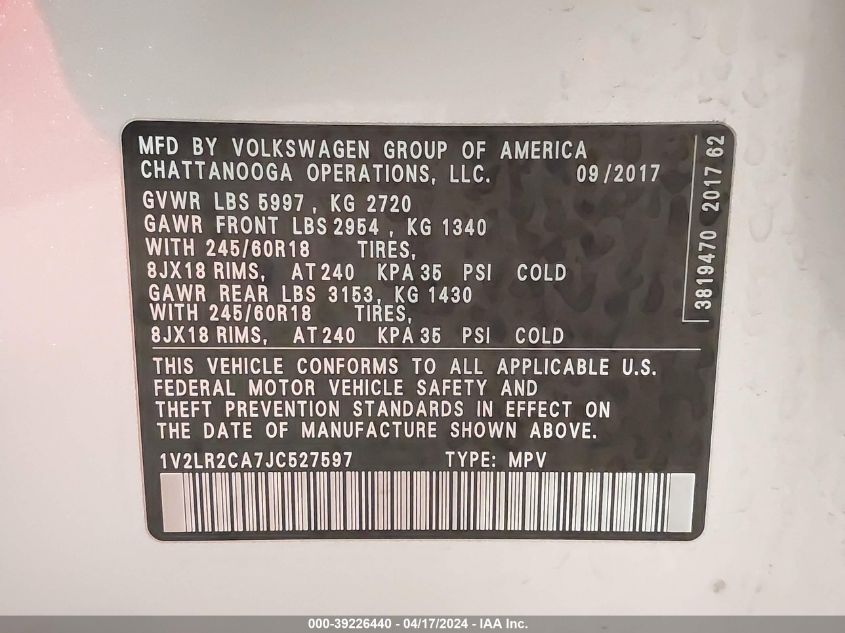 MFD BY VOLKSWAGEN GROUP OF AMERICA
CHATTANOOGA OPERATIONS, LLC. 09/2017
GVWR LBS 5997, KG 2720
GAWR FRONT LBS 2954, KG 1340
WITH 245/60R18 TIRES,
8JX18 RIMS, AT 240 KPA 35 PSI COLD
GAWR REAR LBS 3153, KG 1430
WITH 245/60R18 TIRES,
8JX18 RIMS, AT 240 KPA 35 PSI COLD
THIS VEHICLE CONFORMS TO ALL APPLICABLE U.S.
FEDERAL MOTOR VEHICLE SAFETY AND
THEFT PREVENTION STANDARDS IN EFFECT ON
THE DATE OF MANUFACTURE SHOWN ABOVE.
1V2LR2CA7JC527597 TYPE: MPV
3819470 2017 62
000-39226440 - 04/17/2024 - IAA Inc.